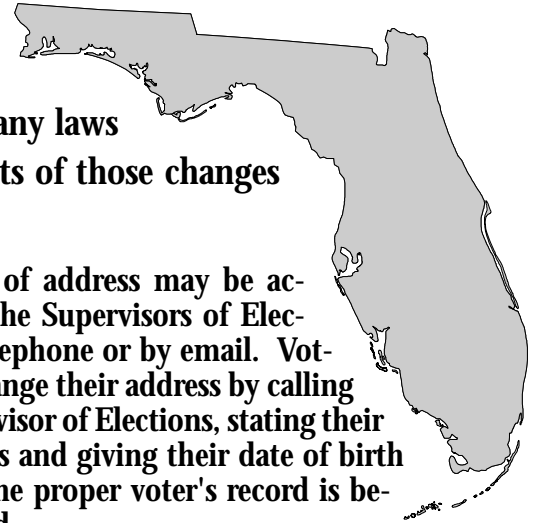 any laws
ts of those changes
of address may be ac-
he Supervisors of Elec-
ephone or by email. Vot-
ange their address by calling
visor of Elections, stating their
s and giving their date of birth
he proper voter's record is be-